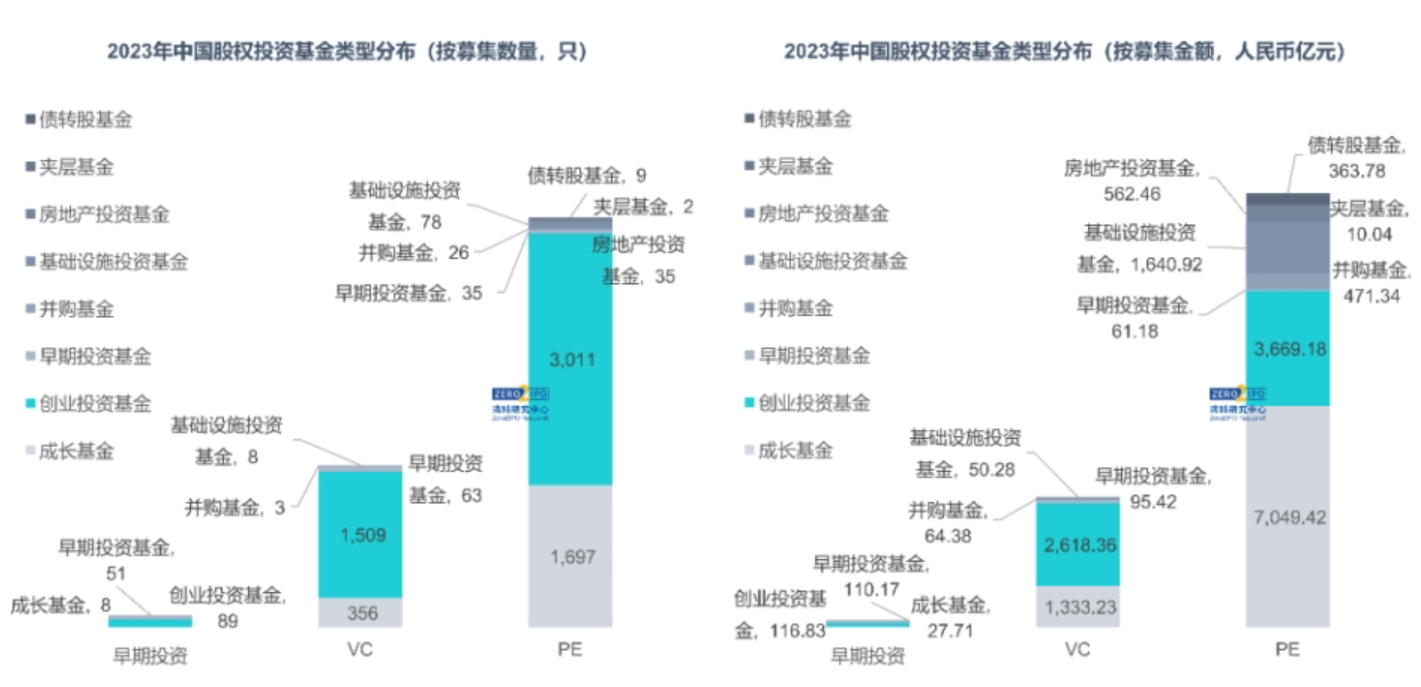 2023年中国股权投资基金类型分布（按募集数量，只）
债转股基金
夹层基金
房地产投资基金
基础设施投资基金
并购基金
早期投资基金
创业投资基金
成长基金
早期投资基金,
51
成长基金, 8
创业投资基金,
89
早期投资
基础设施投资
基金, 8
并购基金, 3
早期投资
基金, 63
1,509
356
VC
债转股基金, 9
夹层基金, 2
基础设施投资
基金, 78
并购基金, 26
早期投资基金, 35
房地产投资
基金, 35
3,011
1,697
PE
ZERO2IPO
清科研究中心
2023年中国股权投资基金类型分布（按募集金额，人民币亿元）
债转股基金
夹层基金
房地产投资基金
基础设施投资基金
并购基金
早期投资基金
创业投资基金
成长基金
早期投资基金,
110.17
创业投资基
金, 116.83
成长基金,
27.71
早期投资
基础设施投资
基金, 50.28
并购基金,
64.38
早期投资基金,
95.42
2,618.36
1,333.23
VC
债转股基金,
363.78
房地产投资基金,
562.46
夹层基金,
10.04
基础设施投资
基金, 1,640.92
并购基金,
471.34
早期投资基金,
61.18
3,669.18
7,049.42
PE
ZERO2IPO
清科研究中心